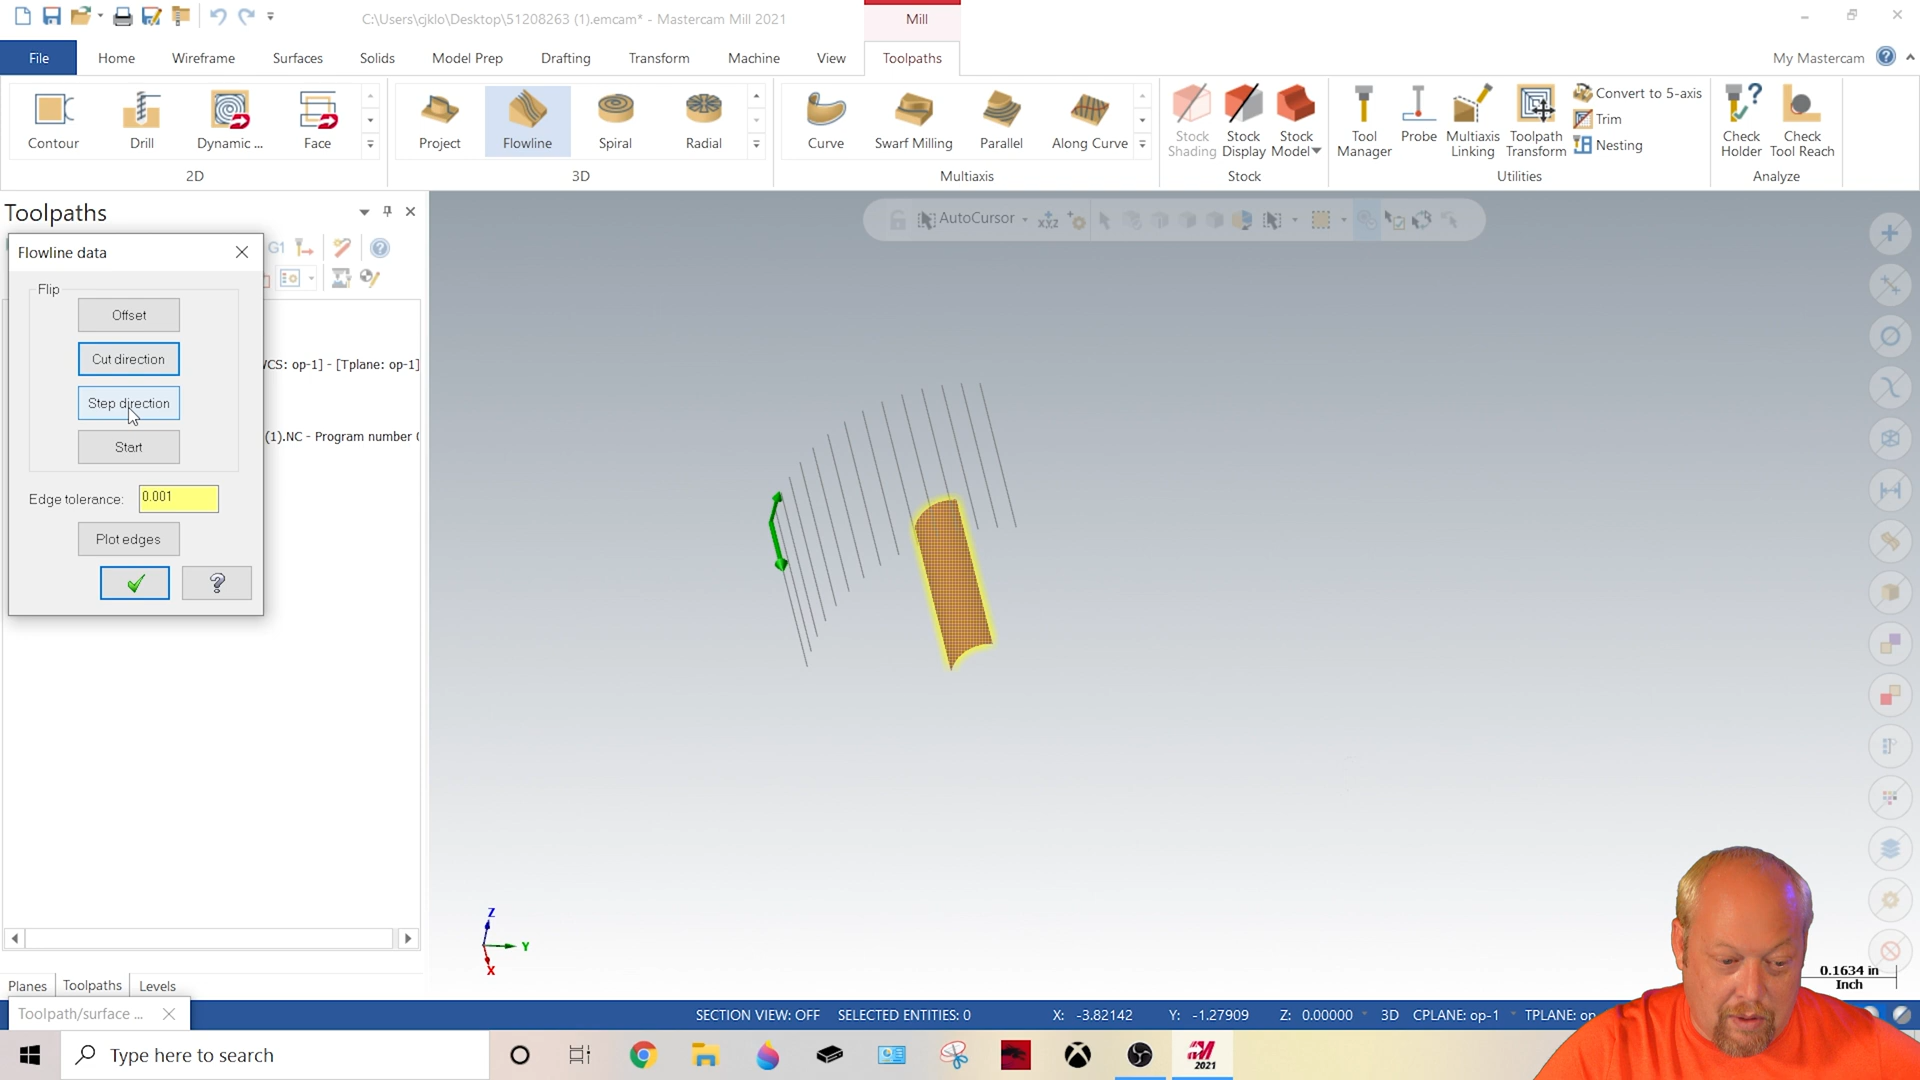 C:\Users\cjklo\Desktop\51208263 (1).emcam* - Mastercam Mill 2021
Mill
File
Home
Wireframe
Surfaces
Solids
Model Prep
Drafting
Transform
Machine
View
Toolpaths
My Mastercam
Contour
Drill
Dynamic ...
Face
2D
Project
Flowline
Spiral
Radial
3D
Curve
Swarf Milling
Parallel
Along Curve
Multiaxis
Stock
Shading
Stock
Display
Stock
Model
Stock
Tool
Manager
Probe
Multiaxis
Linking
Toolpath
Transform
Convert to 5-axis
Trim
Nesting
Utilities
Check
Holder
Check
Tool Reach
Analyze
Toolpaths
G1
AutoCursor
Flowline data
Flip
Offset
Cut direction
Step direction
Start
Edge tolerance:
0.001
Plot edges
WCS: op-1] - [Tplane: op-1]
(1).NC - Program number
Z
Y
X
0.1634 in
Inch
Planes
Toolpaths
Levels
Toolpath/surface ...
SECTION VIEW: OFF
SELECTED ENTITIES: 0
X: -3.82142
Y: -1.27909
Z: 0.00000
3D
CPLANE: op-1
TPLANE: op-
Type here to search
2021